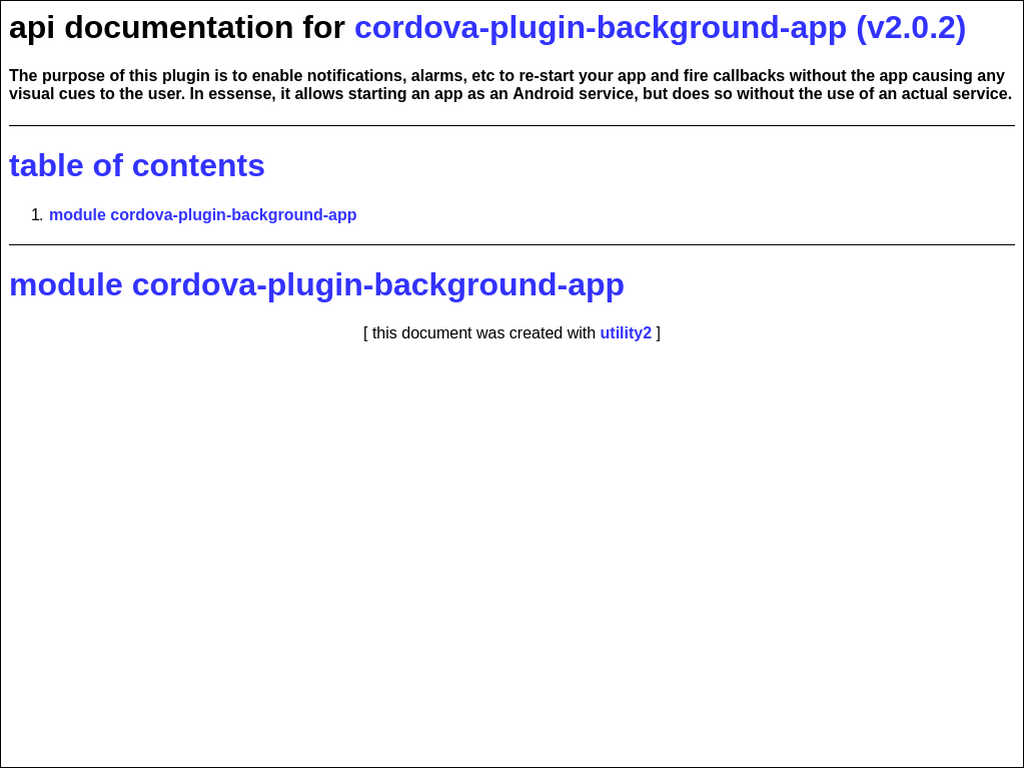 api documentation for cordova-plugin-background-app (v2.0.2)
The purpose of this plugin is to enable notifications, alarms, etc to re-start your app and fire callbacks without the app causing any
visual cues to the user. In essense, it allows starting an app as an Android service, but does so without the use of an actual service.
table of contents
1. module cordova-plugin-background-app
module cordova-plugin-background-app
[ this document was created with utility2 ]